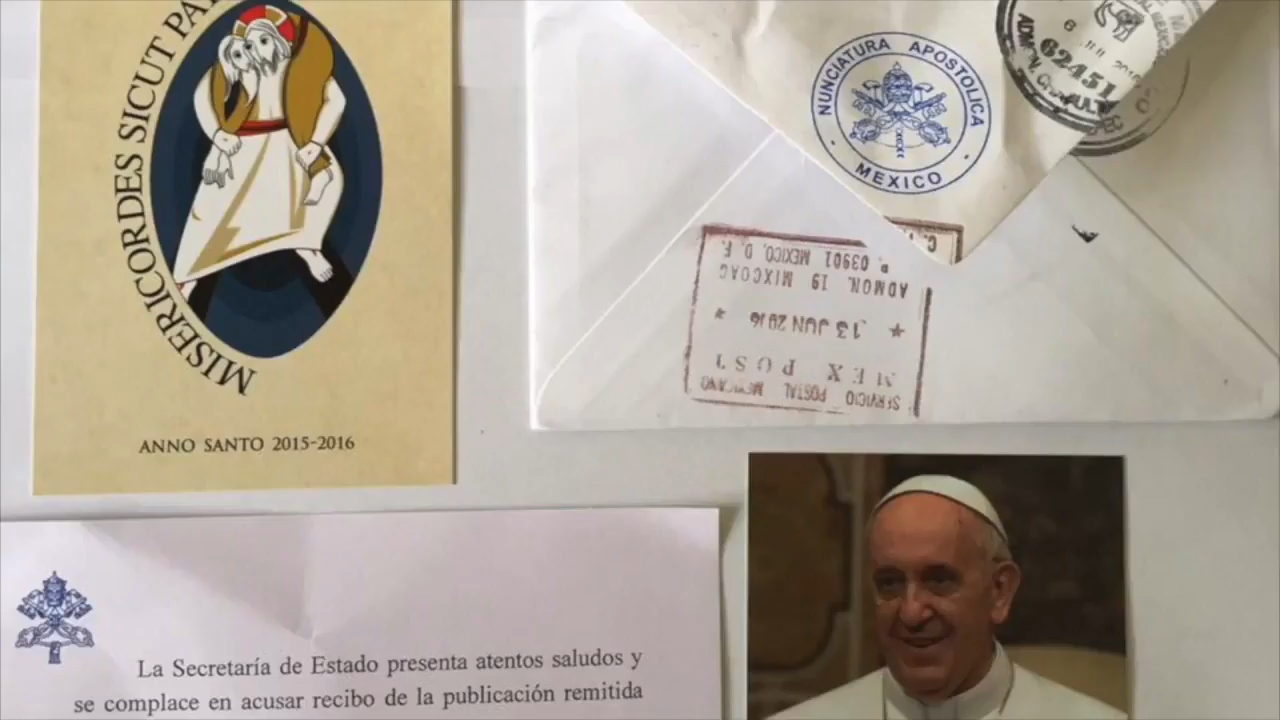 MISERICORDES SICUT
ANNO SANTO 2015-2016
NUNCIATURA APOSTOLICA
MEXICO
62451
SERVICIO POSTAL MEXICANO
MEX POST
13 JUN 2016
ADMON. 19 MIXCOAC
03901 MEXICO, D. F.
La Secretaría de Estado presenta atentos saludos y
se complace en acusar recibo de la publicación remitida